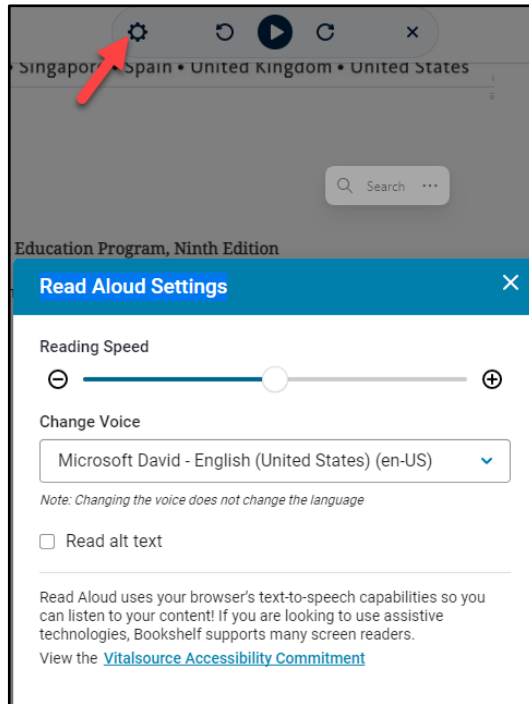 • Singapore • Spain • United Kingdom • United States
Search
Education Program, Ninth Edition
Read Aloud Settings
Reading Speed
Change Voice
Microsoft David - English (United States) (en-US)
Note: Changing the voice does not change the language
Read alt text
Read Aloud uses your browser's text-to-speech capabilities so you
can listen to your content! If you are looking to use assistive
technologies, Bookshelf supports many screen readers.
View the Vitalsource Accessibility Commitment